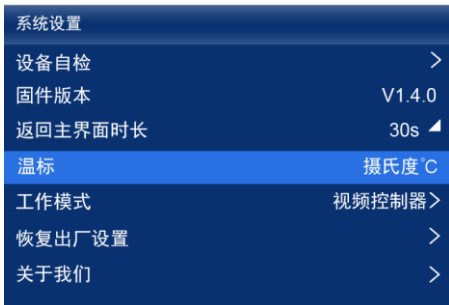 系统设置
设备自检 >
固件版本 V1.4.0
返回主界面时长 30s
温标 摄氏度°C
工作模式 视频控制器>
恢复出厂设置 >
关于我们 >